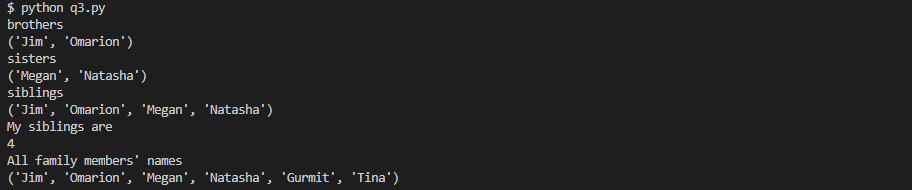 $ python q3.py
brothers
('Jim', 'Omarion')
sisters
('Megan', 'Natasha')
siblings
('Jim', 'Omarion', 'Megan', 'Natasha')
My siblings are
4
All family members' names
('Jim', 'Omarion', 'Megan', 'Natasha', 'Gurmit', 'Tina')